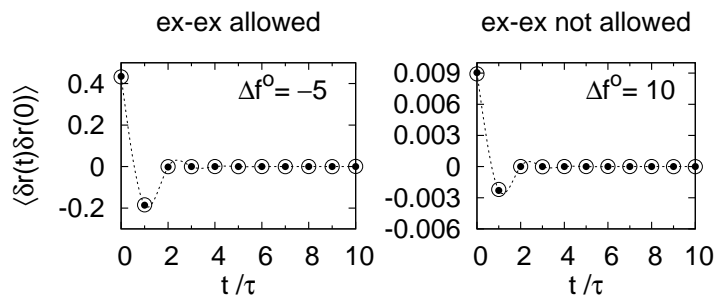 ex-ex allowed
ex-ex not allowed
⟨δr(t)δr(0)⟩
0.4
0.2
0
-0.2
Δf° = −5
0 2 4 6 8 10
t/τ
0.009
0.006
0.003
0
-0.003
-0.006
Δf° = 10
0 2 4 6 8 10
t/τ